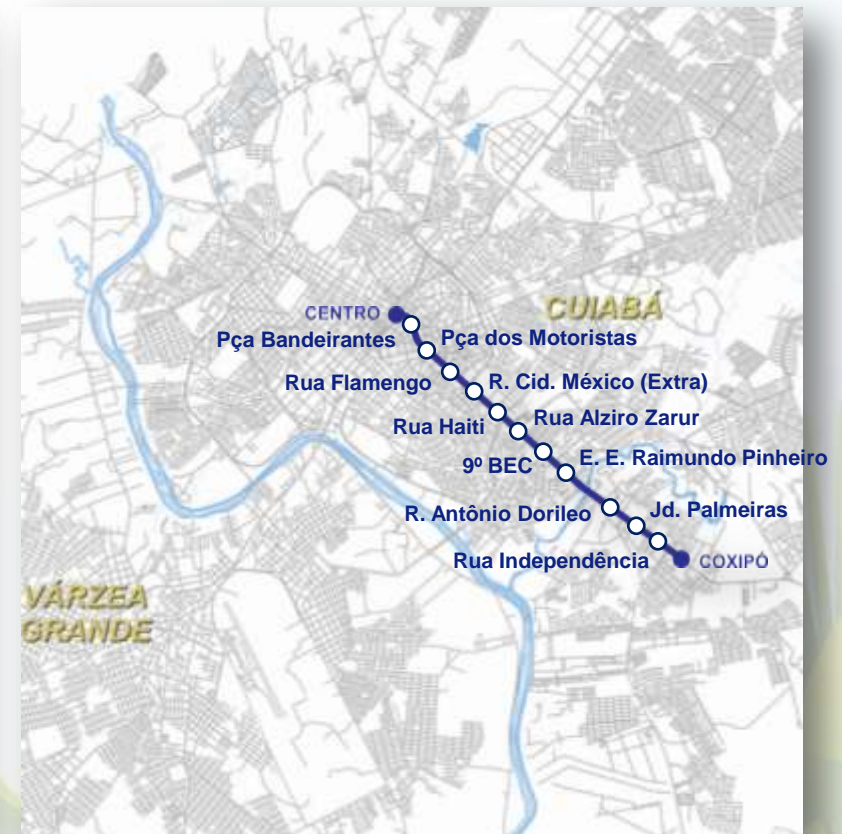 CENTRO
CUIABÁ
Pça Bandeirantes
Pça dos Motoristas
Rua Flamengo
R. Cid. México (Extra)
Rua Haiti
Rua Alziro Zarur
9º BEC
E. E. Raimundo Pinheiro
R. Antônio Dorileo
Jd. Palmeiras
Rua Independência
COXIPÓ
VÁRZEA
GRANDE